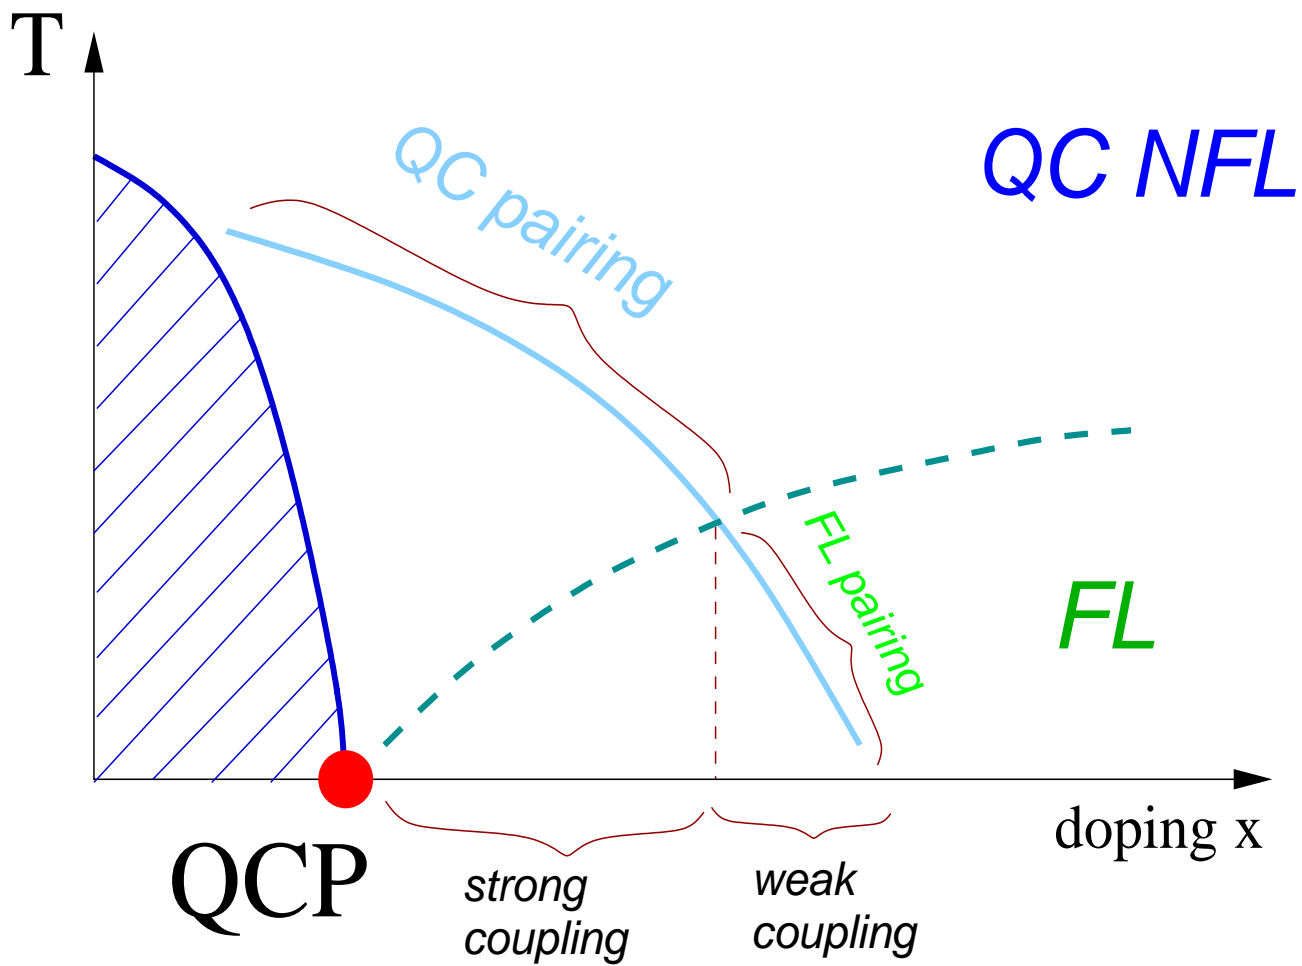 T
QC pairing
QC NFL
FL pairing
FL
QCP
doping x
strong
coupling
weak
coupling